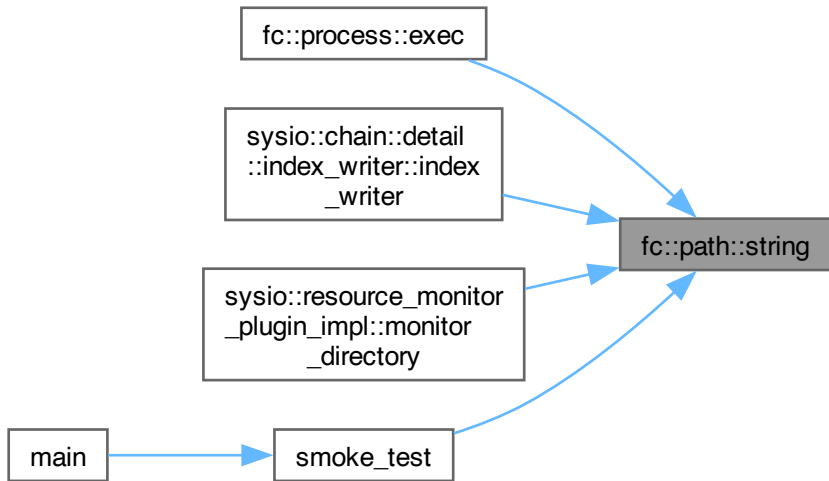 fc::process::exec
sysio::chain::detail
::index_writer::index
_writer
fc::path::string
sysio::resource_monitor
_plugin_impl::monitor
_directory
main
smoke_test